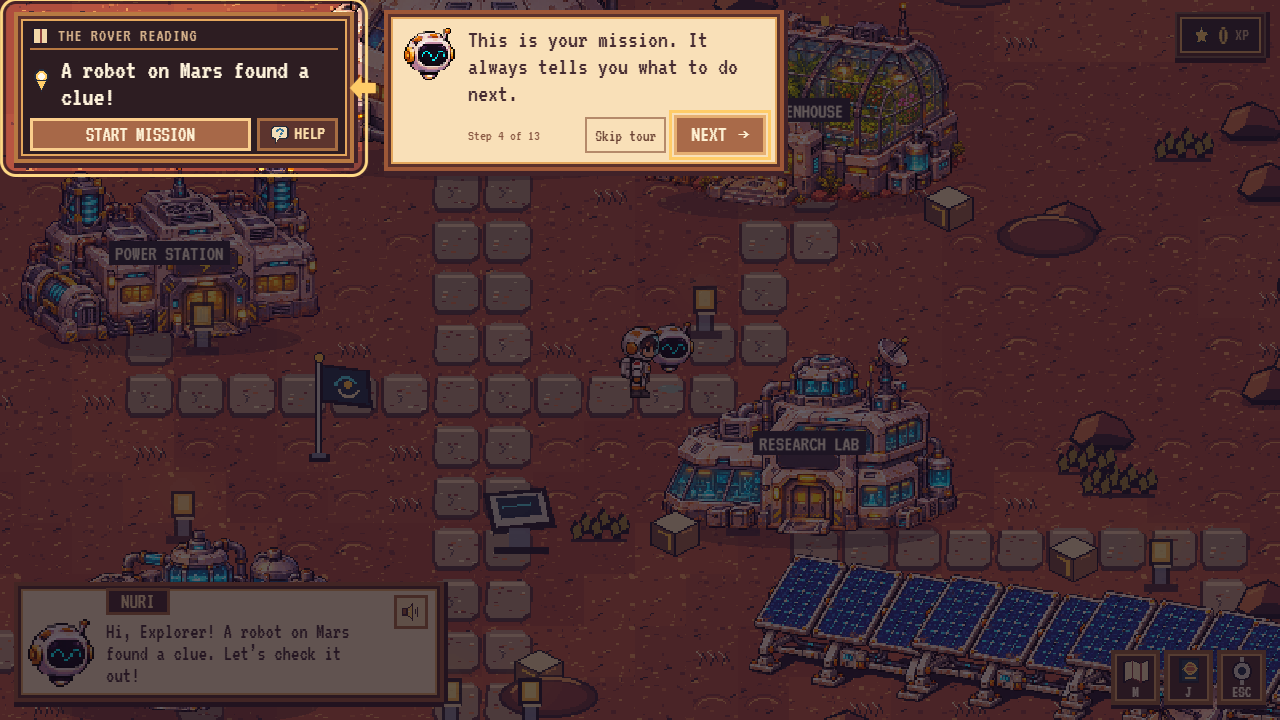 THE ROVER READING
A robot on Mars found a
clue!
START MISSION
HELP
This is your mission. It
always tells you what to do
next.
Step 4 of 13
Skip tour
NEXT →
0 XP
ENHOUSE
POWER STATION
RESEARCH LAB
NURI
Hi, Explorer! A robot on Mars
found a clue. Let's check it
out!
M
J
ESC